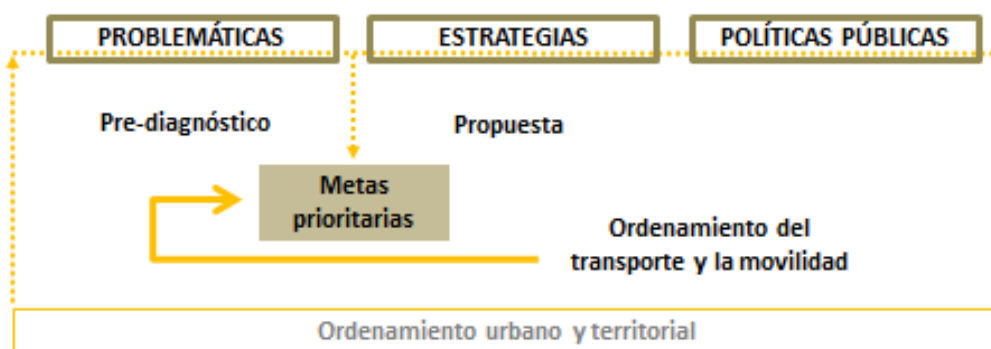 PROBLEMÁTICAS
ESTRATEGIAS
POLÍTICAS PÚBLICAS
Pre-diagnóstico
Propuesta
Metas
prioritarias
Ordenamiento del
transporte y la movilidad
Ordenamiento urbano y territorial